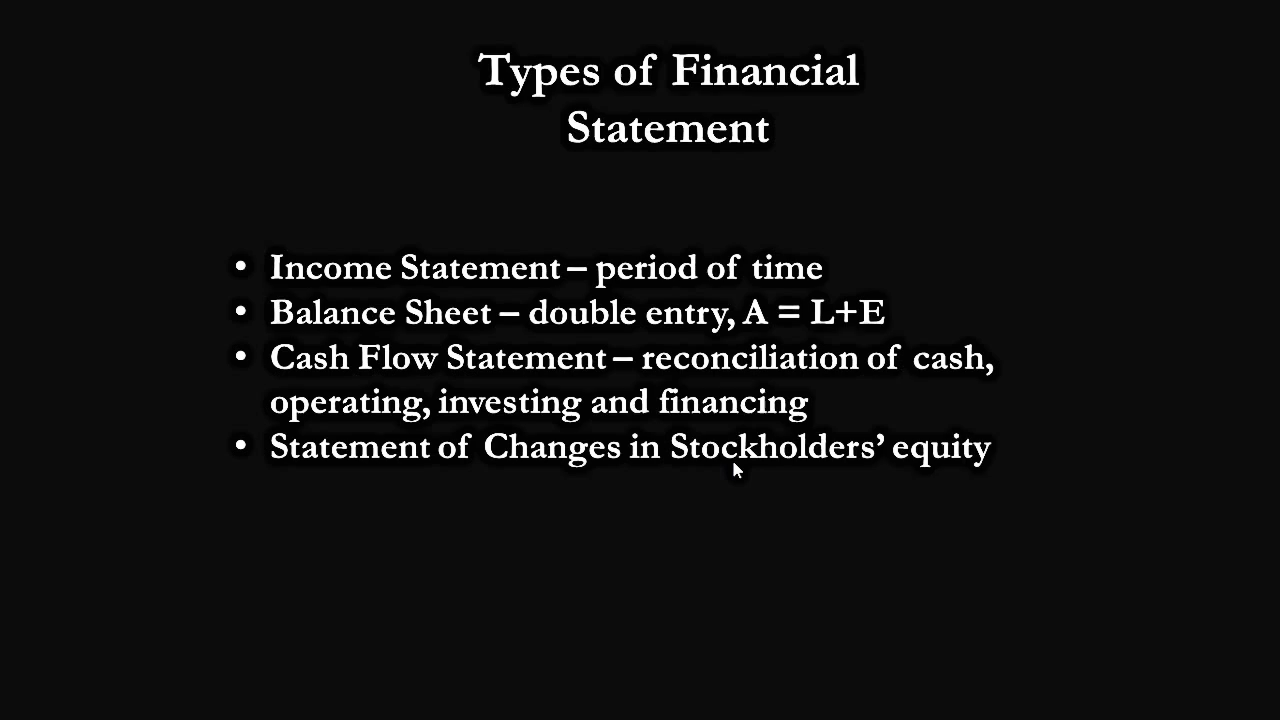 Types of Financial
Statement
• Income Statement – period of time
• Balance Sheet – double entry, A = L+E
• Cash Flow Statement – reconciliation of cash,
operating, investing and financing
• Statement of Changes in Stockholders’ equity